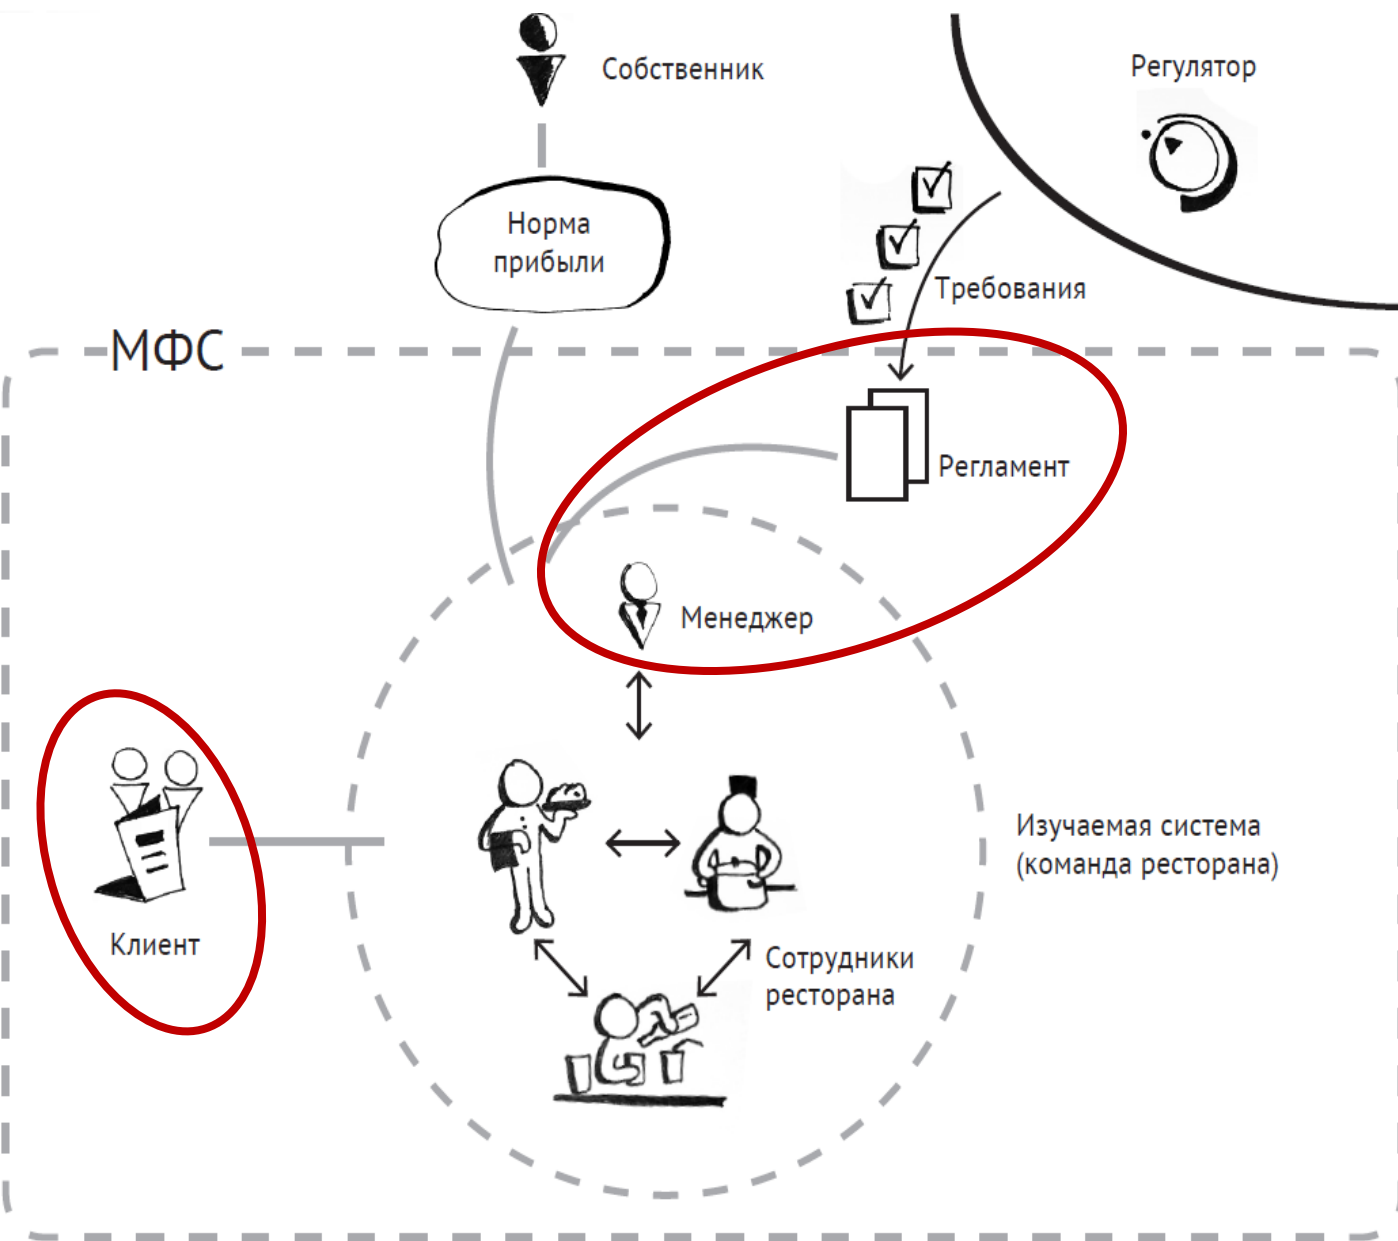 Собственник
Регулятор
Норма
прибыли
Требования
МФС
Регламент
Менеджер
Изучаемая система
(команда ресторана)
Клиент
Сотрудники
ресторана